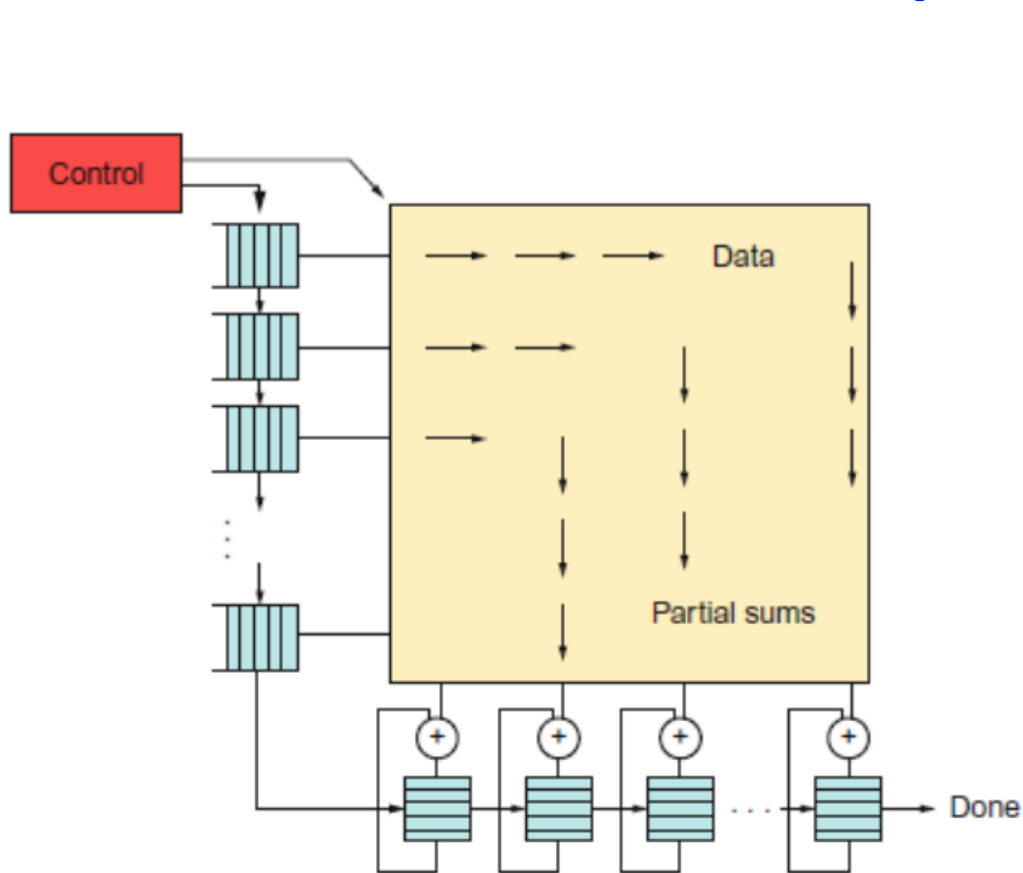 Control
Data
Partial sums
+ + + +
. . .
Done